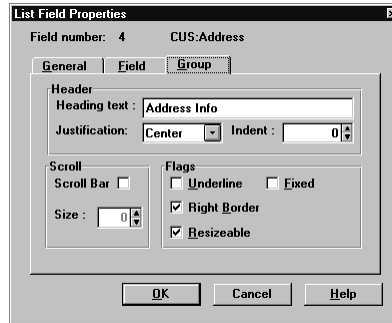 List Field Properties
Field number: 4 CUS:Address
General Field Group
Header
Heading text : Address Info
Justification: Center Indent : 0
Scroll Flags
Scroll Bar Underline Fixed
Size : 0 Right Border
Resizeable
OK Cancel Help